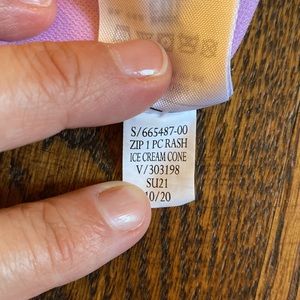 S/665487-00
ZIP 1 PC RASH
ICE CREAM CONE
V/303198
SU21
10/20